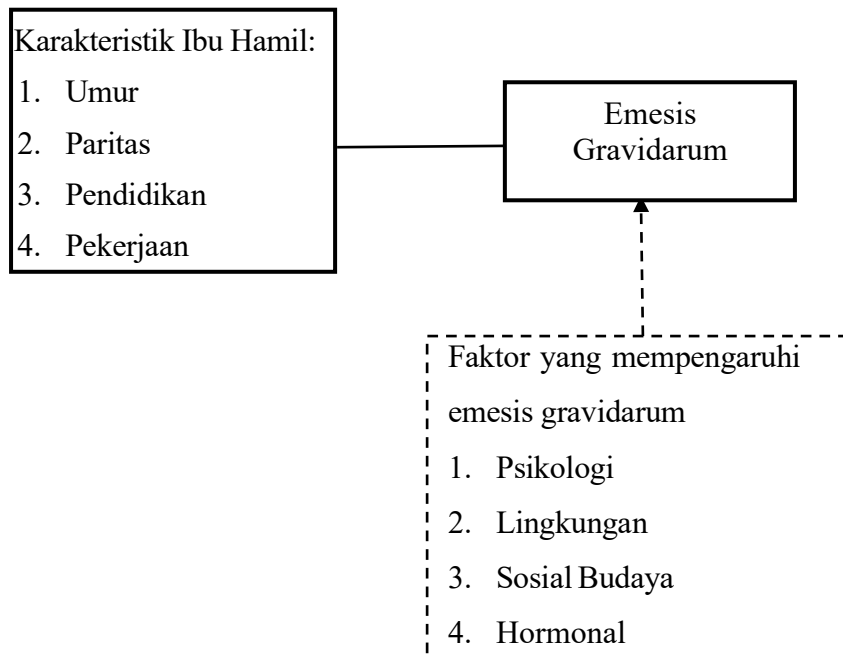 Karakteristik Ibu Hamil:
1. Umur
2. Paritas
3. Pendidikan
4. Pekerjaan
Emesis
Gravidarum
Faktor yang mempengaruhi
emesis gravidarum
1. Psikologi
2. Lingkungan
3. Sosial Budaya
4. Hormonal